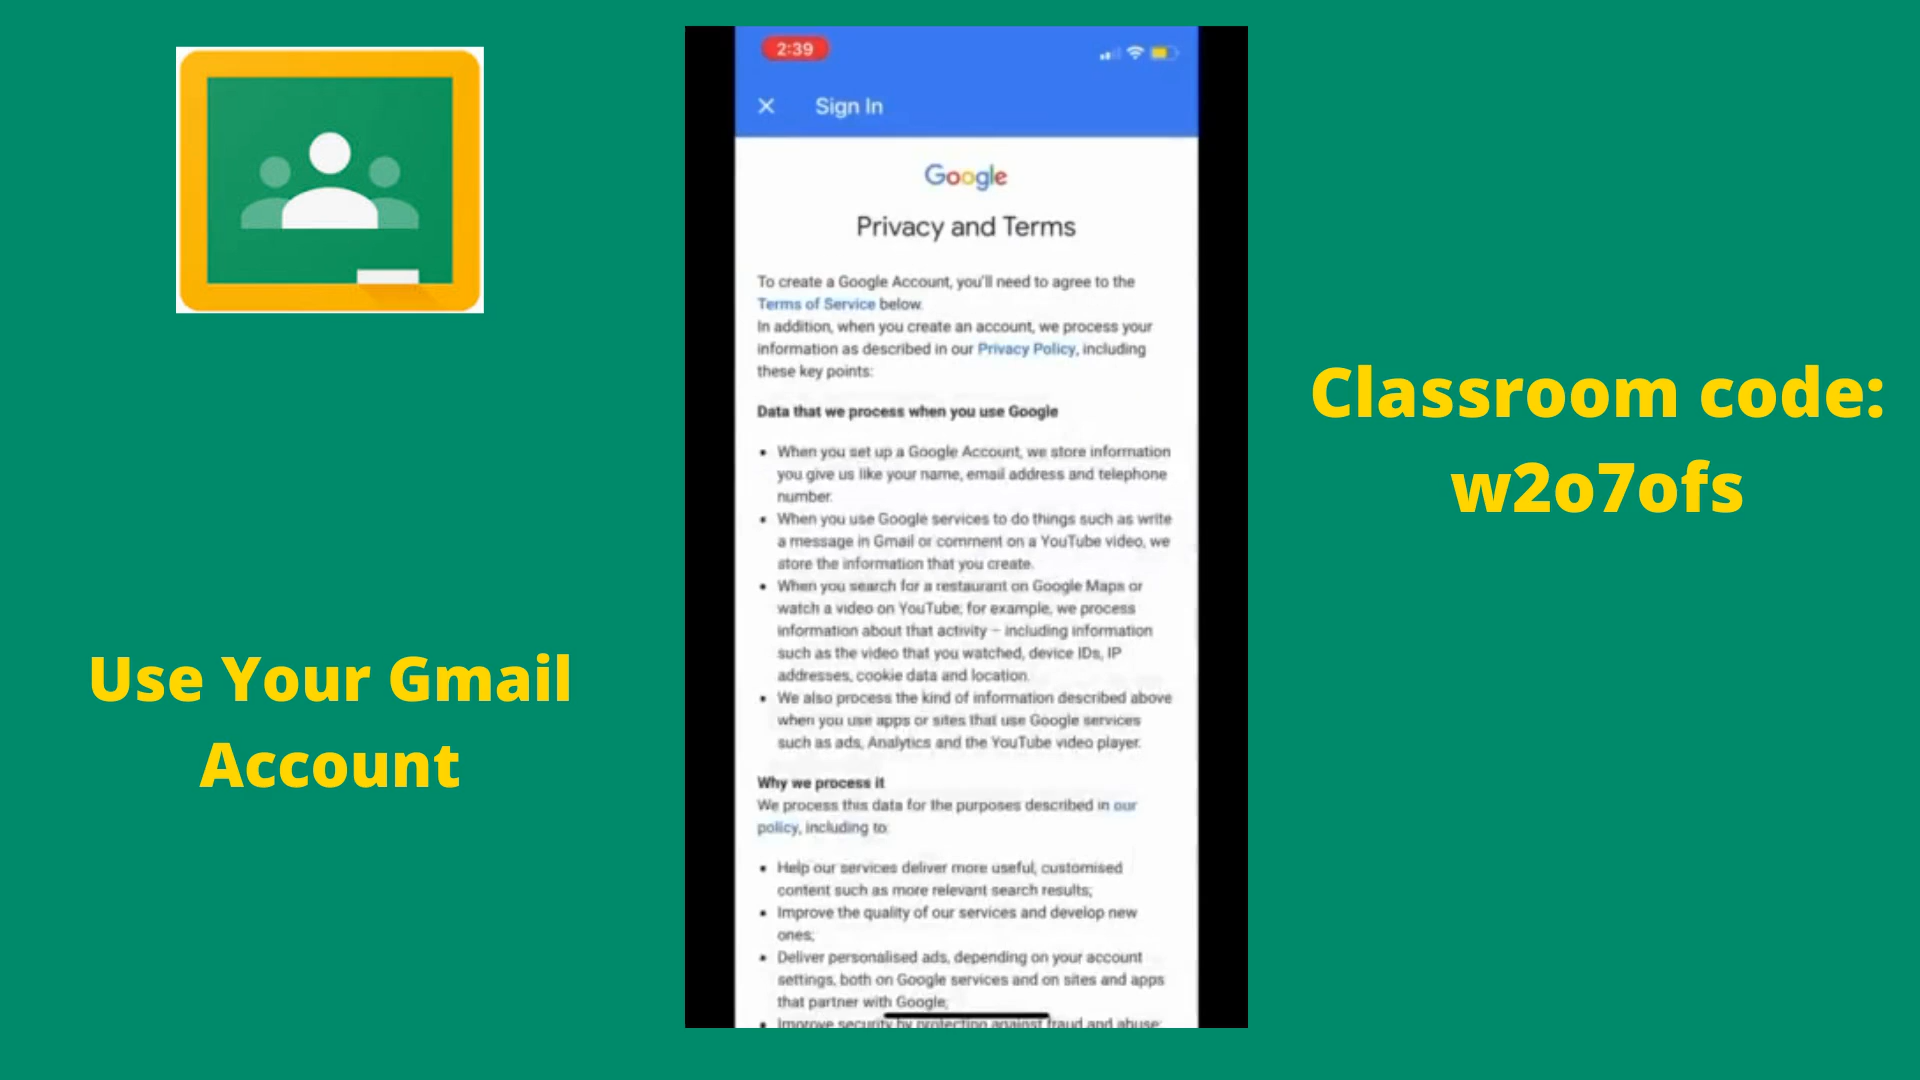 2:39
Sign In
Google
Privacy and Terms
To create a Google Account, you'll need to agree to the
Terms of Service below.
In addition, when you create an account, we process your
information as described in our Privacy Policy, including
these key points:
Data that we process when you use Google
• When you set up a Google Account, we store information
you give us like your name, email address and telephone
number.
• When you use Google services to do things such as write
a message in Gmail or comment on a YouTube video, we
store the information that you create.
• When you search for a restaurant on Google Maps or
watch a video on YouTube, for example, we process
information about that activity – including information
such as the video that you watched, device IDs, IP
addresses, cookie data and location.
• We also process the kind of information described above
when you use apps or sites that use Google services
such as ads, Analytics and the YouTube video player.
Why we process it
We process this data for the purposes described in our
policy, including to:
• Help our services deliver more useful, customised
content such as more relevant search results;
• Improve the quality of our services and develop new
ones;
• Deliver personalised ads, depending on your account
settings, both on Google services and on sites and apps
that partner with Google;
• Improve security by protecting against fraud and abuse;
Use Your Gmail
Account
Classroom code:
w2o7ofs